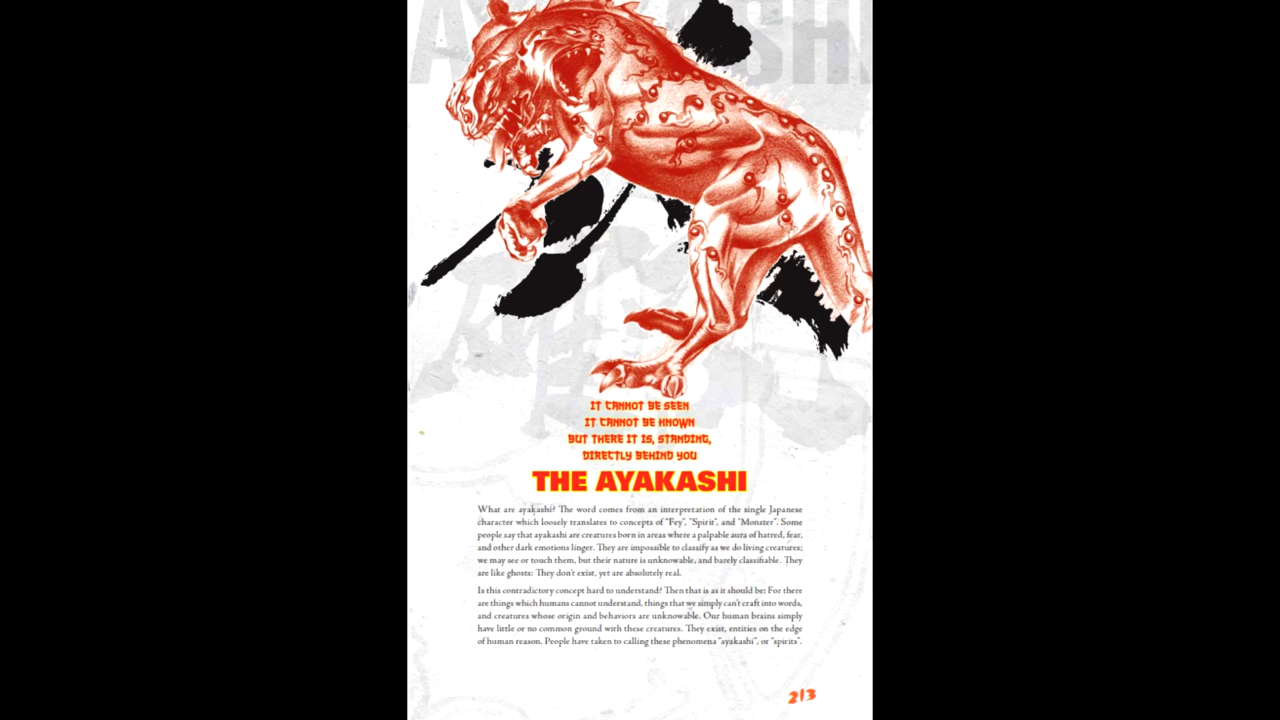 AYAKASHI
IT CANNOT BE SEEN
IT CANNOT BE KNOWN
BUT THERE IT IS, STANDING,
DIRECTLY BEHIND YOU
THE AYAKASHI
What are ayakashi? The word comes from an interpretation of the single Japanese
character which loosely translates to concepts of "Fey", "Spirit", and "Monster". Some
people say that ayakashi are creatures born in areas where a palpable aura of hatred, fear,
and other dark emotions linger. They are impossible to classify as we do living creatures;
we may see or touch them, but their nature is unknowable, and barely classifiable. They
are like ghosts: They don't exist, yet are absolutely real.
Is this contradictory concept hard to understand? Then that is as it should be: For there
are things which humans cannot understand, things that we simply can't craft into words,
and creatures whose origin and behaviors are unknowable. Our human brains simply
have little or no common ground with these creatures. They exist, entities on the edge
of human reason. People have taken to calling these phenomena "ayakashi", or "spirits".
213